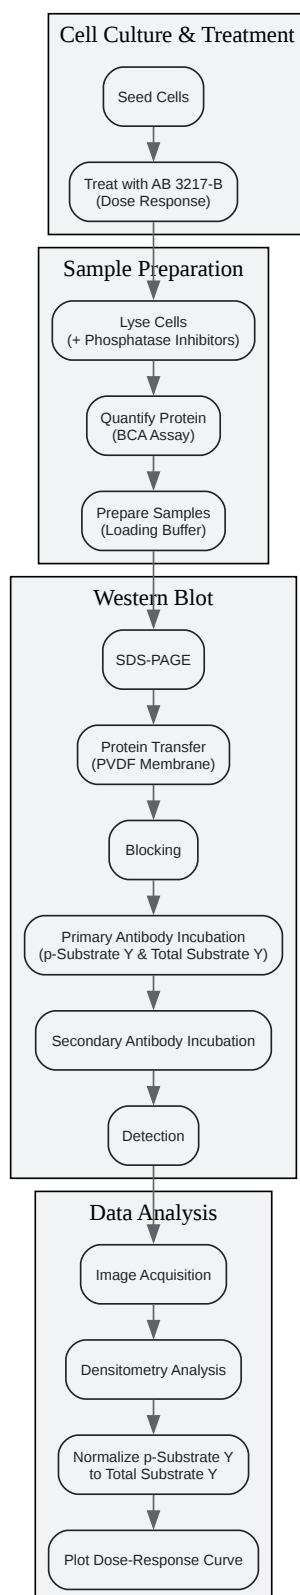 Cell Culture & Treatment
Seed Cells
Treat with AB 3217-B
(Dose Response)
Sample Preparation
Lyse Cells
(+ Phosphatase Inhibitors)
Quantify Protein
(BCA Assay)
Prepare Samples
(Loading Buffer)
Western Blot
SDS-PAGE
Protein Transfer
(PVDF Membrane)
Blocking
Primary Antibody Incubation
(p-Substrate Y & Total Substrate Y)
Secondary Antibody Incubation
Detection
Data Analysis
Image Acquisition
Densitometry Analysis
Normalize p-Substrate Y
to Total Substrate Y
Plot Dose-Response Curve